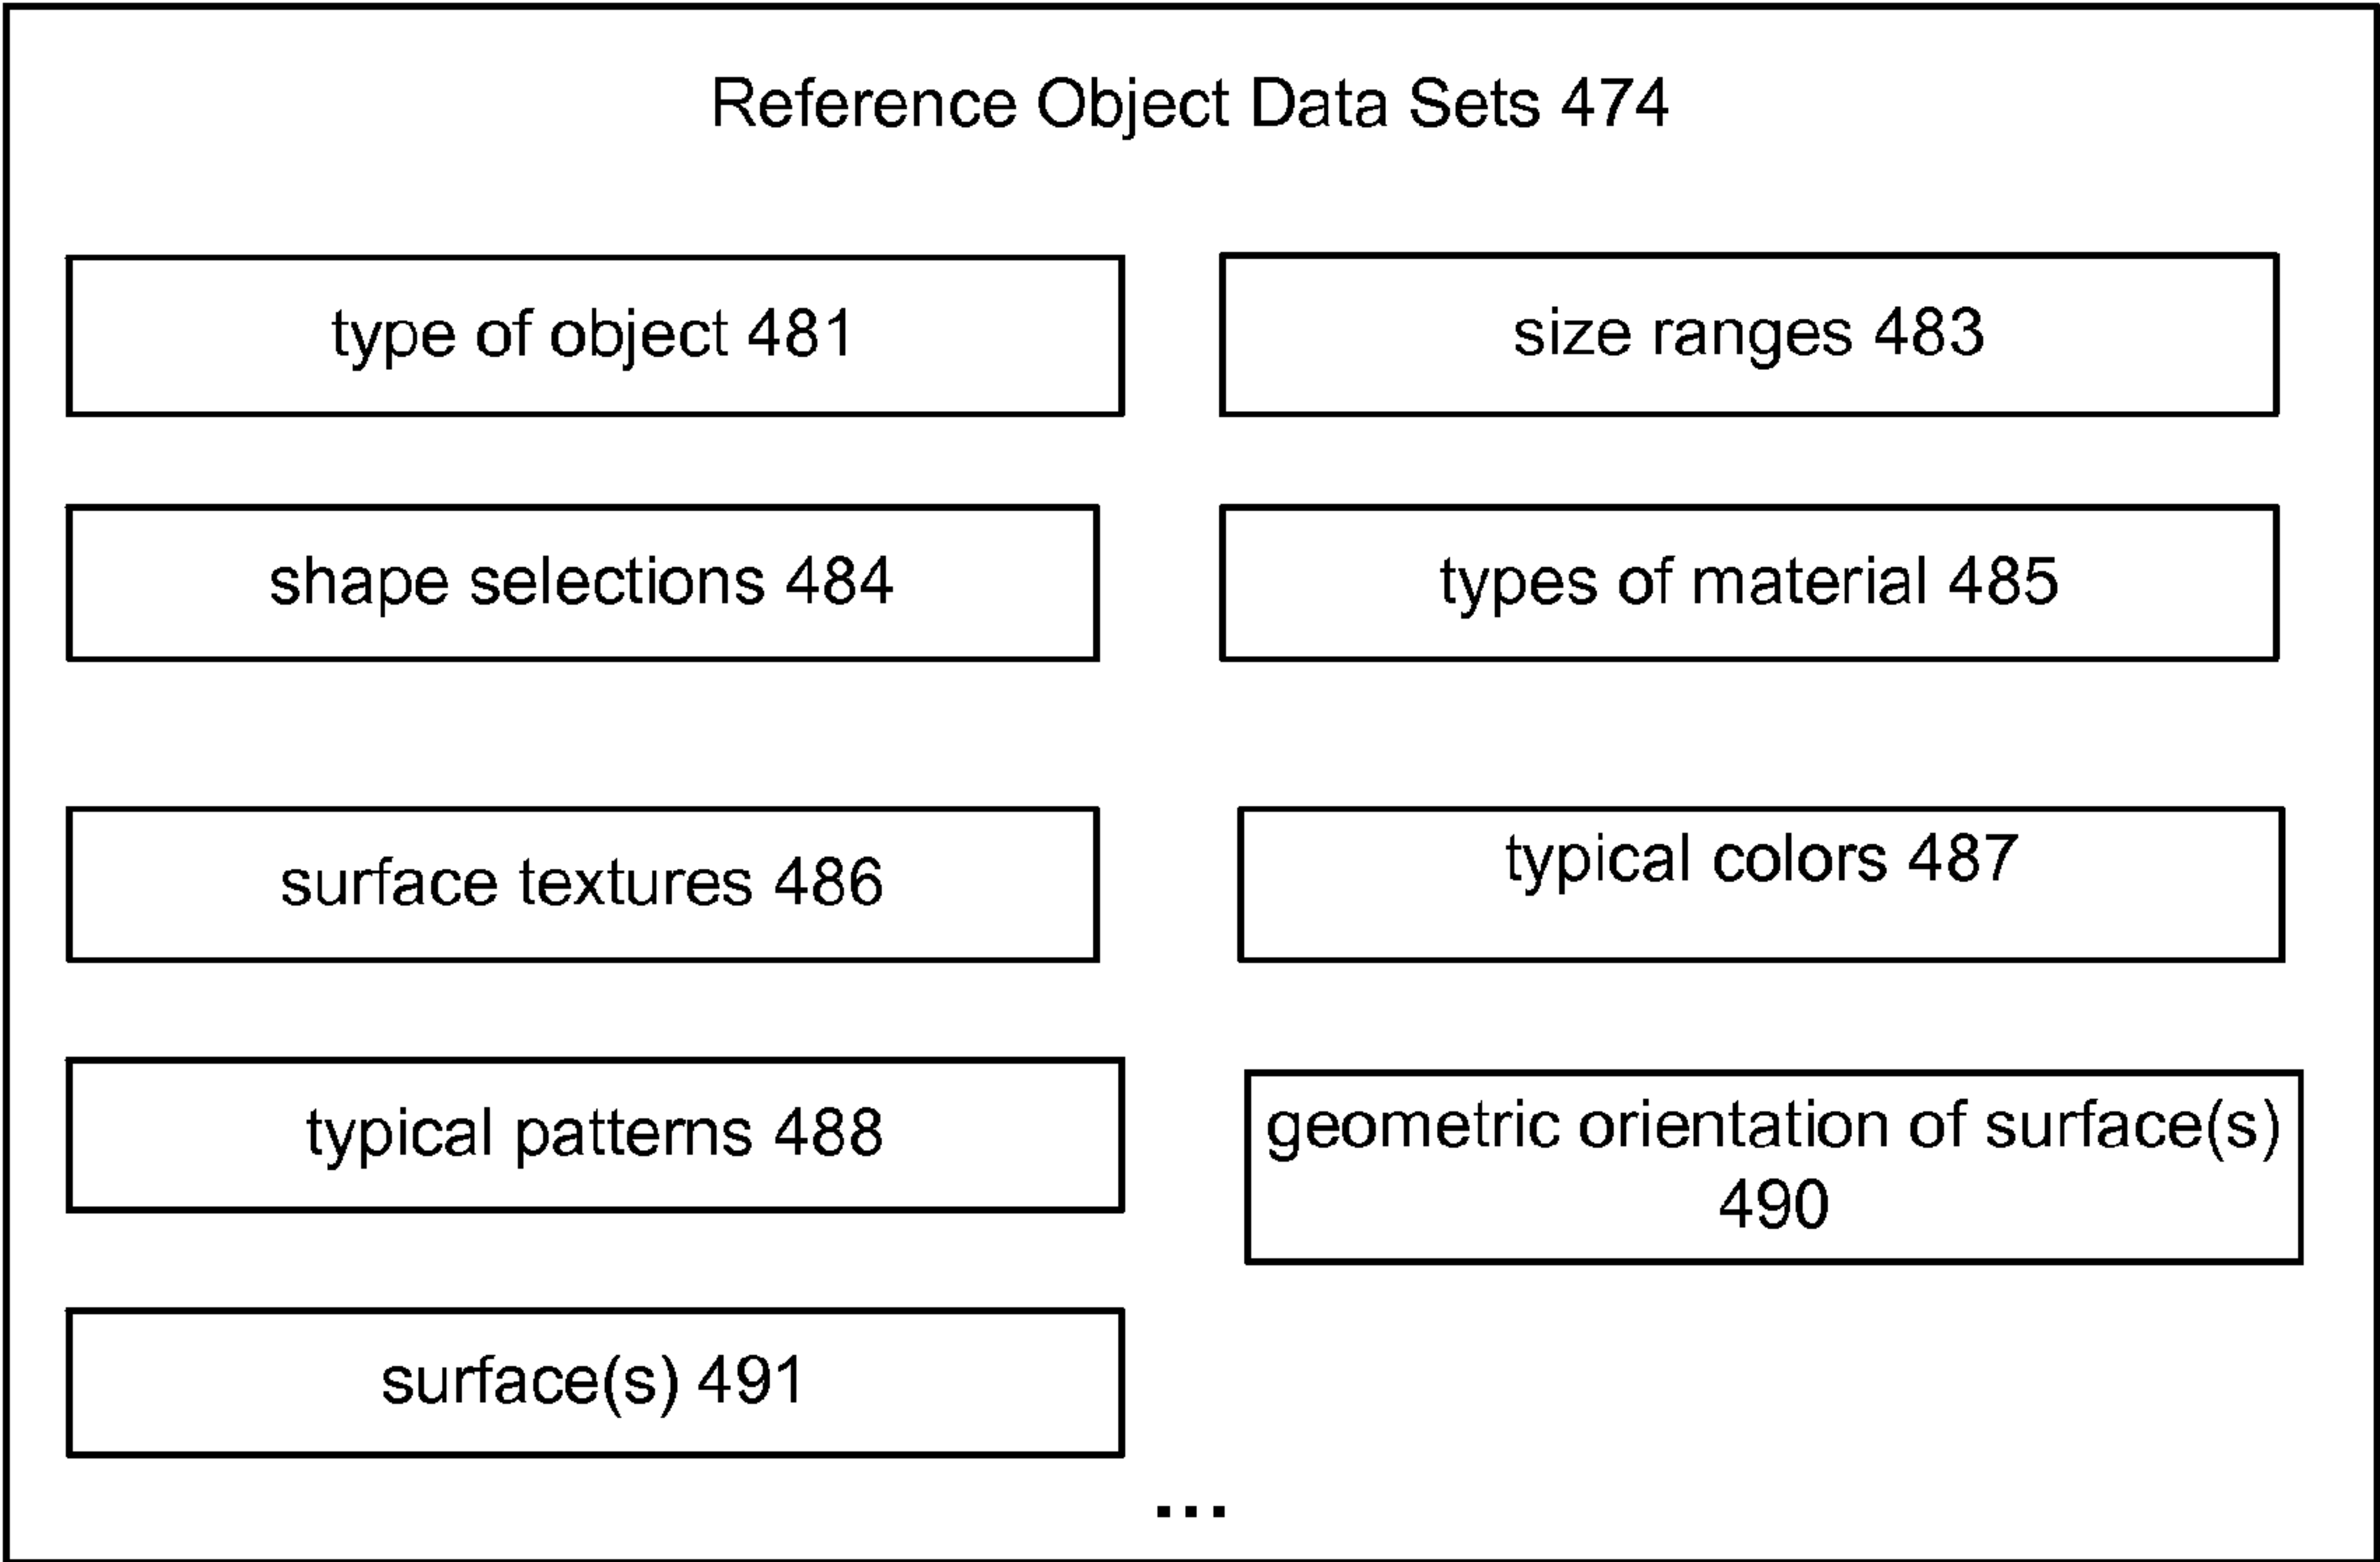 Reference Object Data Sets 474
type of object 481
size ranges 483
shape selections 484
types of material 485
surface textures 486
typical colors 487
typical patterns 488
geometric orientation of surface(s)
490
surface(s) 491
...